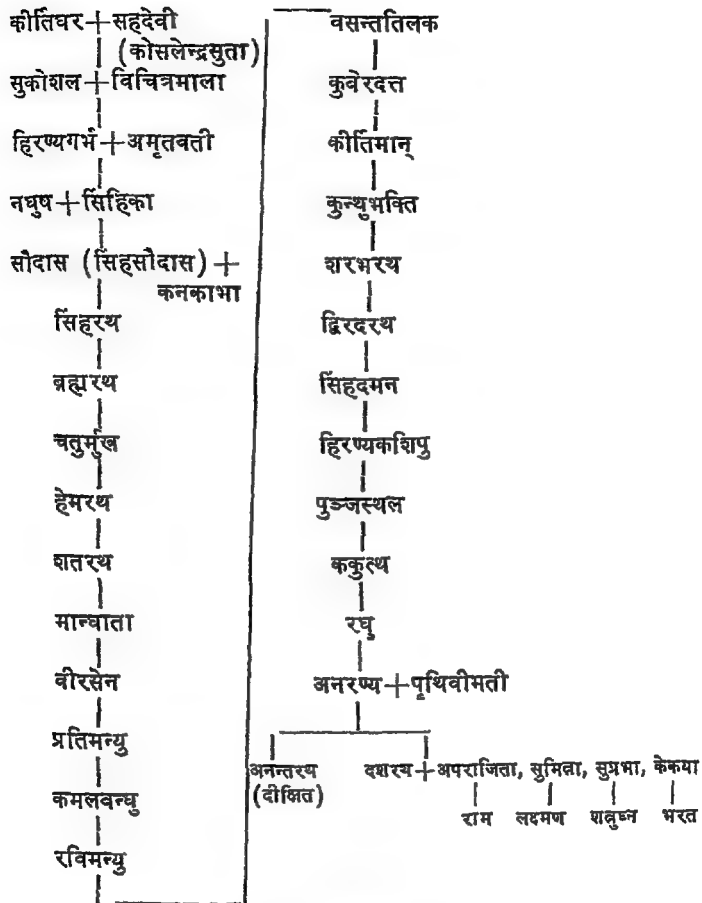 कीर्तिधर + सहदेवी
(कोसलेन्द्रसुता)
सुकोशल + विचित्रमाला
हिरण्यगर्भ + अमृतवती
नघुष + सिंहिका
सौदास (सिंहसौदास) +
कनकाभा
सिंहरथ
ब्रह्मरथ
चतुर्मुख
हेमरथ
शतरथ
मान्धाता
वीरसेन
प्रतिमन्यु
कमलबन्धु
रविमन्यु
वसन्ततिलक
कुबेरदत्त
कीर्तिमान्
कुन्थुभक्ति
शरभरथ
द्विरदरथ
सिंहदमन
हिरण्यकशिपु
पुञ्जस्थल
ककुत्थ
रघु
अनरण्य + पृथिवीमती
अनन्तरथ दशरथ + अपराजिता, सुमित्रा, सुप्रभा, केकया
(दीक्षित) राम लक्ष्मण शत्रुघ्न भरत